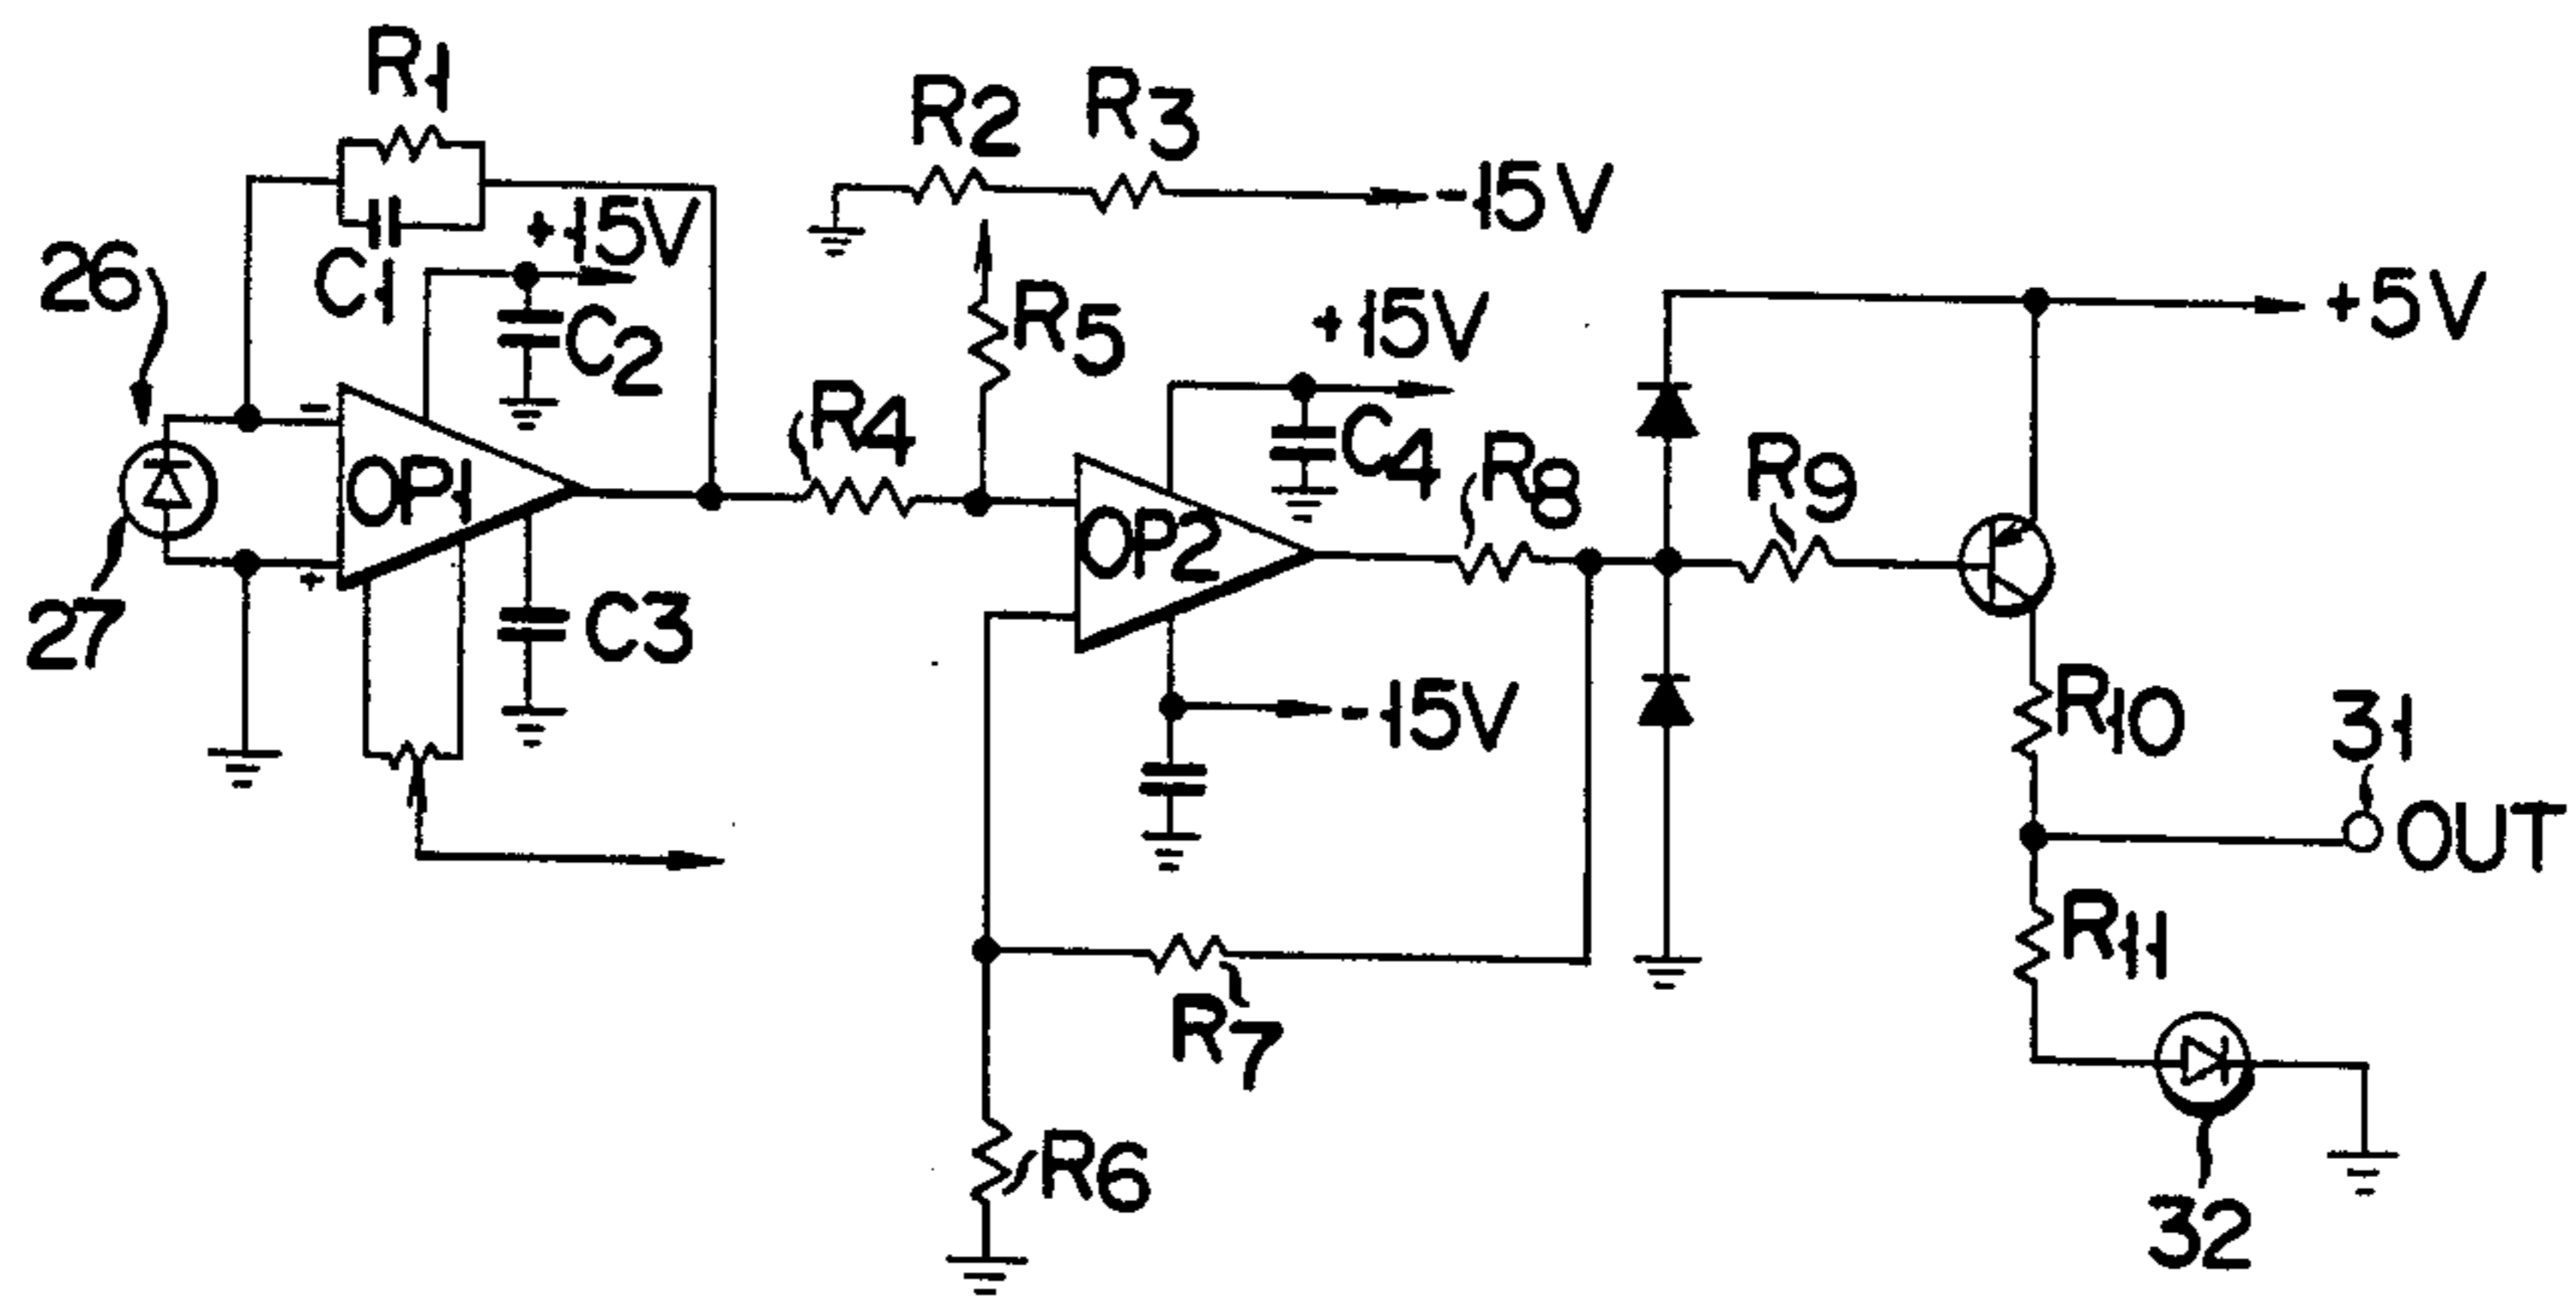 R1
R2
R3
-15V
C1
+15V
26
C2
R5
+15V
+5V
R4
C4
R8
R9
-
OP1
OP2
+
27
C3
-15V
R10
31
OUT
R11
R7
R6
32